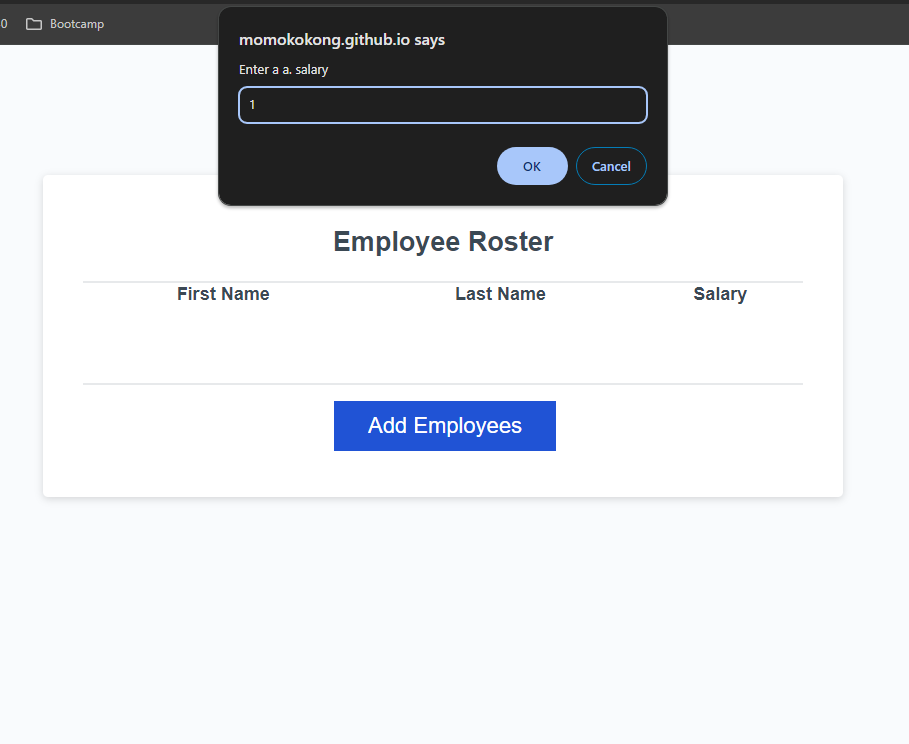 0 Bootcamp
momokokong.github.io says
Enter a a. salary
1
OK Cancel
Employee Roster
First Name Last Name Salary
Add Employees